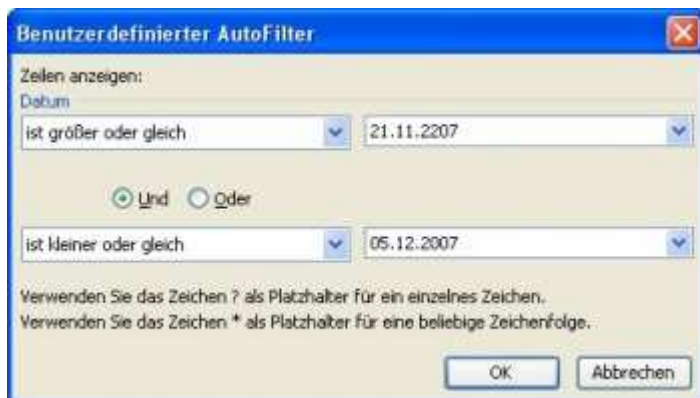 Benutzerdefinierter AutoFilter
Zeilen anzeigen:
Datum
ist größer oder gleich 21.11.2207
Und Oder
ist kleiner oder gleich 05.12.2007
Verwenden Sie das Zeichen ? als Platzhalter für ein einzelnes Zeichen.
Verwenden Sie das Zeichen * als Platzhalter für eine beliebige Zeichenfolge.
OK Abbrechen